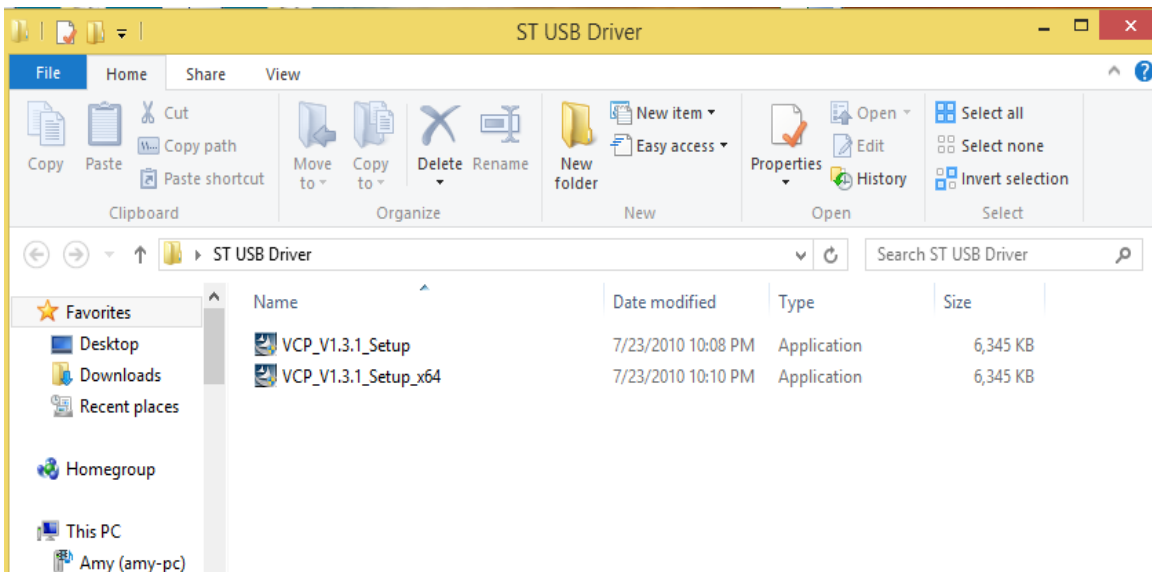 ST USB Driver
File Home Share View
Copy
Paste
Cut
Copy path
Paste shortcut
Clipboard
Move to
Copy to
Delete
Rename
Organize
New folder
New item
Easy access
New
Properties
Open
Edit
History
Open
Select all
Select none
Invert selection
Select
ST USB Driver
Search ST USB Driver
Favorites
Desktop
Downloads
Recent places
Homegroup
This PC
Amy (amy-pc)
Name Date modified Type Size
VCP_V1.3.1_Setup 7/23/2010 10:08 PM Application 6,345 KB
VCP_V1.3.1_Setup_x64 7/23/2010 10:10 PM Application 6,345 KB